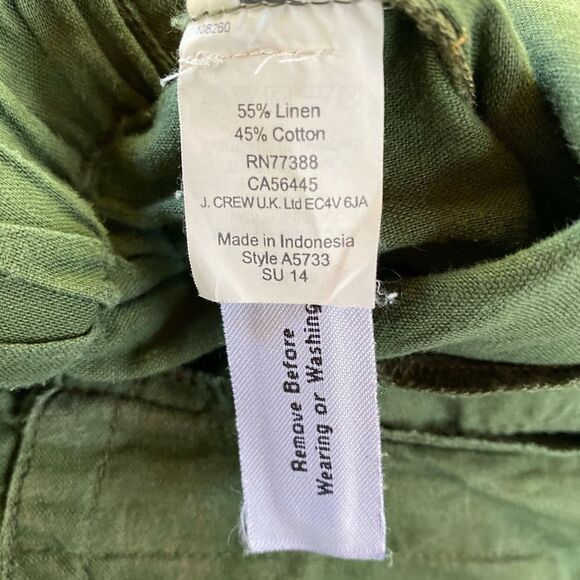 108260
55% Linen
45% Cotton
RN77388
CA56445
J. CREW U.K. Ltd EC4V 6JA
Made in Indonesia
Style A5733
SU 14
Remove Before
Wearing or Washing